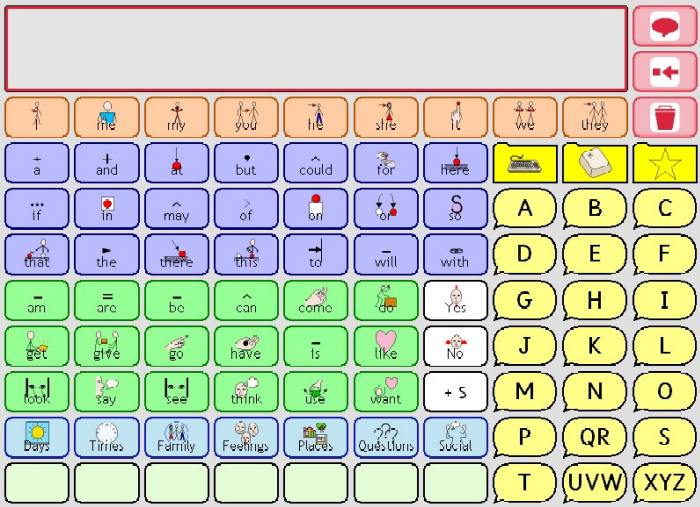 I me my you he she it we they
a and at but could for here
if in may of on or so A B C
that the there this to will with D E F
am are be can come do Yes G H I
get give go have is like No J K L
look say see think use want + S M N O
Days Times Family Feelings Places Questions Social P QR S
T UVW XYZ